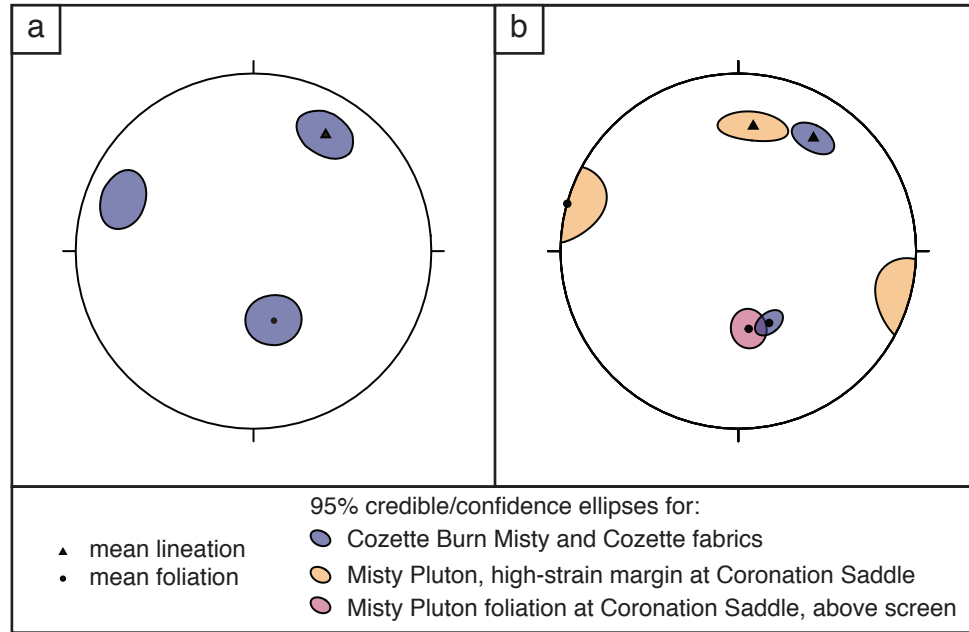 a
b
95% credible/confidence ellipses for:
mean lineation
mean foliation
Cozette Burn Misty and Cozette fabrics
Misty Pluton, high-strain margin at Coronation Saddle
Misty Pluton foliation at Coronation Saddle, above screen